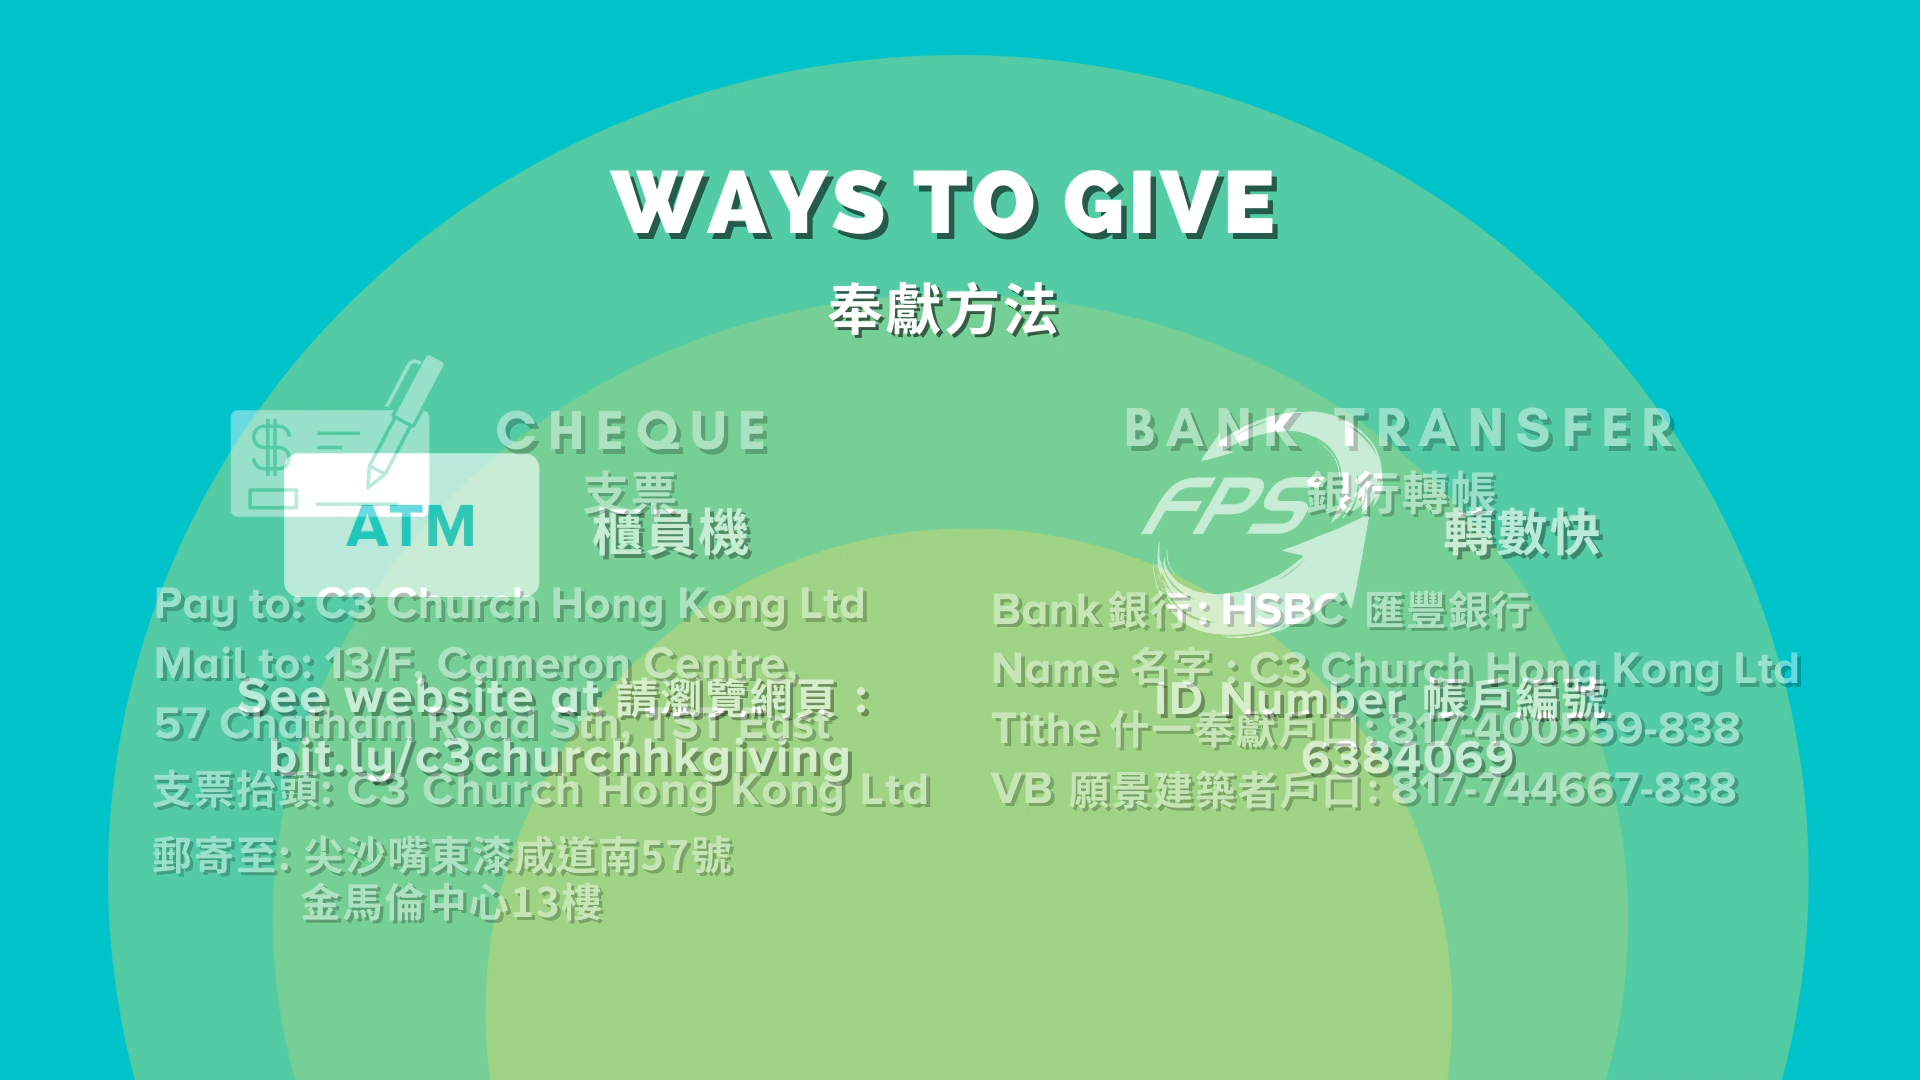 WAYS TO GIVE
奉獻方法
CHEQUE
支票
Pay to: C3 Church Hong Kong Ltd
Mail to: 13/F, Cameron Centre,
57 Chatham Road Sth, TST East
支票抬頭: C3 Church Hong Kong Ltd
郵寄至: 尖沙嘴東漆咸道南57號
金馬倫中心13樓
BANK TRANSFER
銀行轉帳
Bank 銀行: HSBC 匯豐銀行
Name 名字 : C3 Church Hong Kong Ltd
Tithe 什一奉獻戶口: 817-400559-838
VB 願景建築者戶口: 817-744667-838
$
ATM
櫃員機
See website at 請瀏覽網頁 :
bit.ly/c3churchhkgiving
FPS
轉數快
ID Number 帳戶編號
6384069